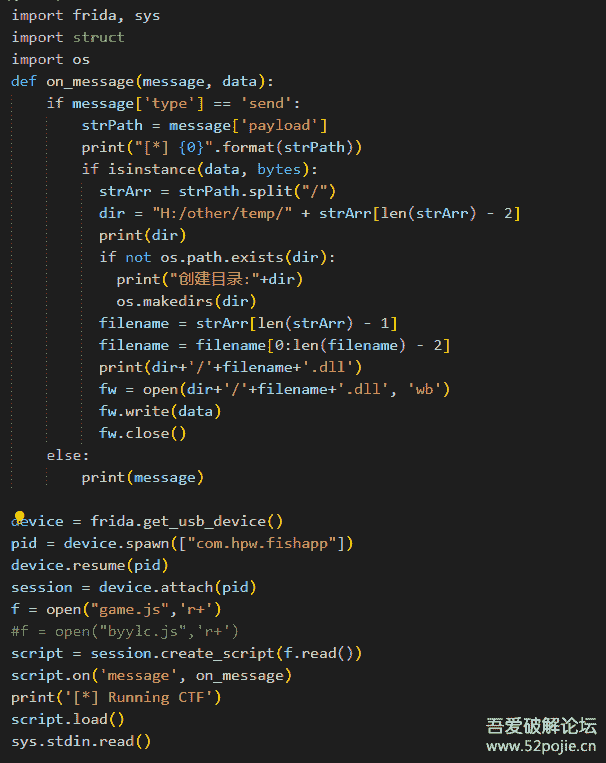 import frida, sys
import struct
import os
def on_message(message, data):
    if message['type'] == 'send':
        strPath = message['payload']
        print("[*] {0}".format(strPath))
        if isinstance(data, bytes):
          strArr = strPath.split("/")
          dir = "H:/other/temp/" + strArr[len(strArr) - 2]
          print(dir)
          if not os.path.exists(dir):
            print("创建目录:"+dir)
            os.makedirs(dir)
          filename = strArr[len(strArr) - 1]
          filename = filename[0:len(filename) - 2]
          print(dir+'/'+filename+'.dll')
          fw = open(dir+'/'+filename+'.dll', 'wb')
          fw.write(data)
          fw.close()
    else:
        print(message)

device = frida.get_usb_device()
pid = device.spawn(["com.hpw.fishapp"])
device.resume(pid)
session = device.attach(pid)
f = open("game.js",'r+')
#f = open("byylc.js",'r+')
script = session.create_script(f.read())
script.on('message', on_message)
print('[*] Running CTF')
script.load()
sys.stdin.read()
吾爱破解论坛
www.52pojie.cn